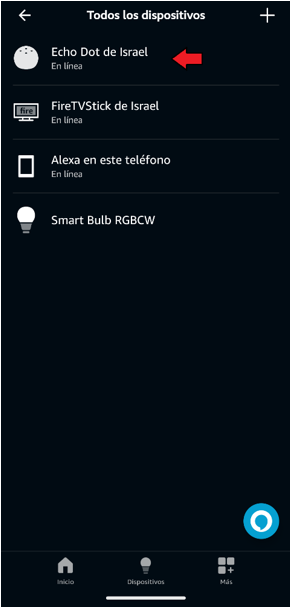 Todos los dispositivos
Echo Dot de Israel
En línea
fire
FireTVStick de Israel
En línea
Alexa en este teléfono
En línea
Smart Bulb RGBCW
Inicio
Dispositivos
Más